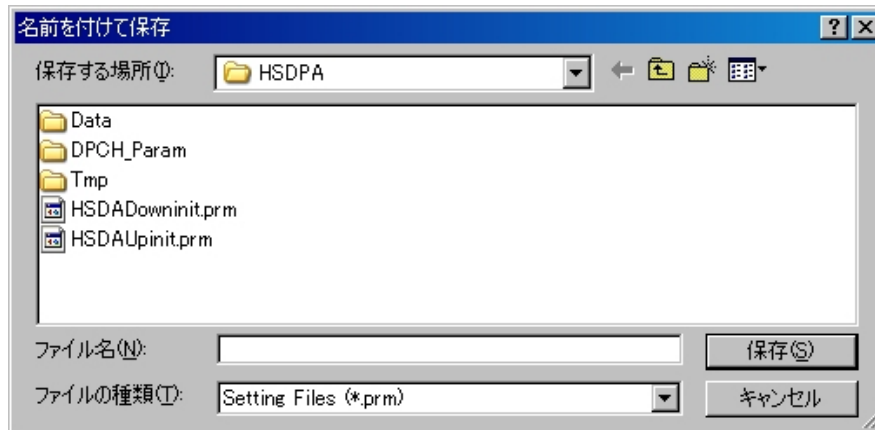 名前を付けて保存
保存する場所(I): HSDPA
Data
DPCH_Param
Tmp
HSDADowninit.prm
HSDAUpinit.prm
ファイル名(N): 保存(S)
ファイルの種類(T): Setting Files (*.prm) キャンセル